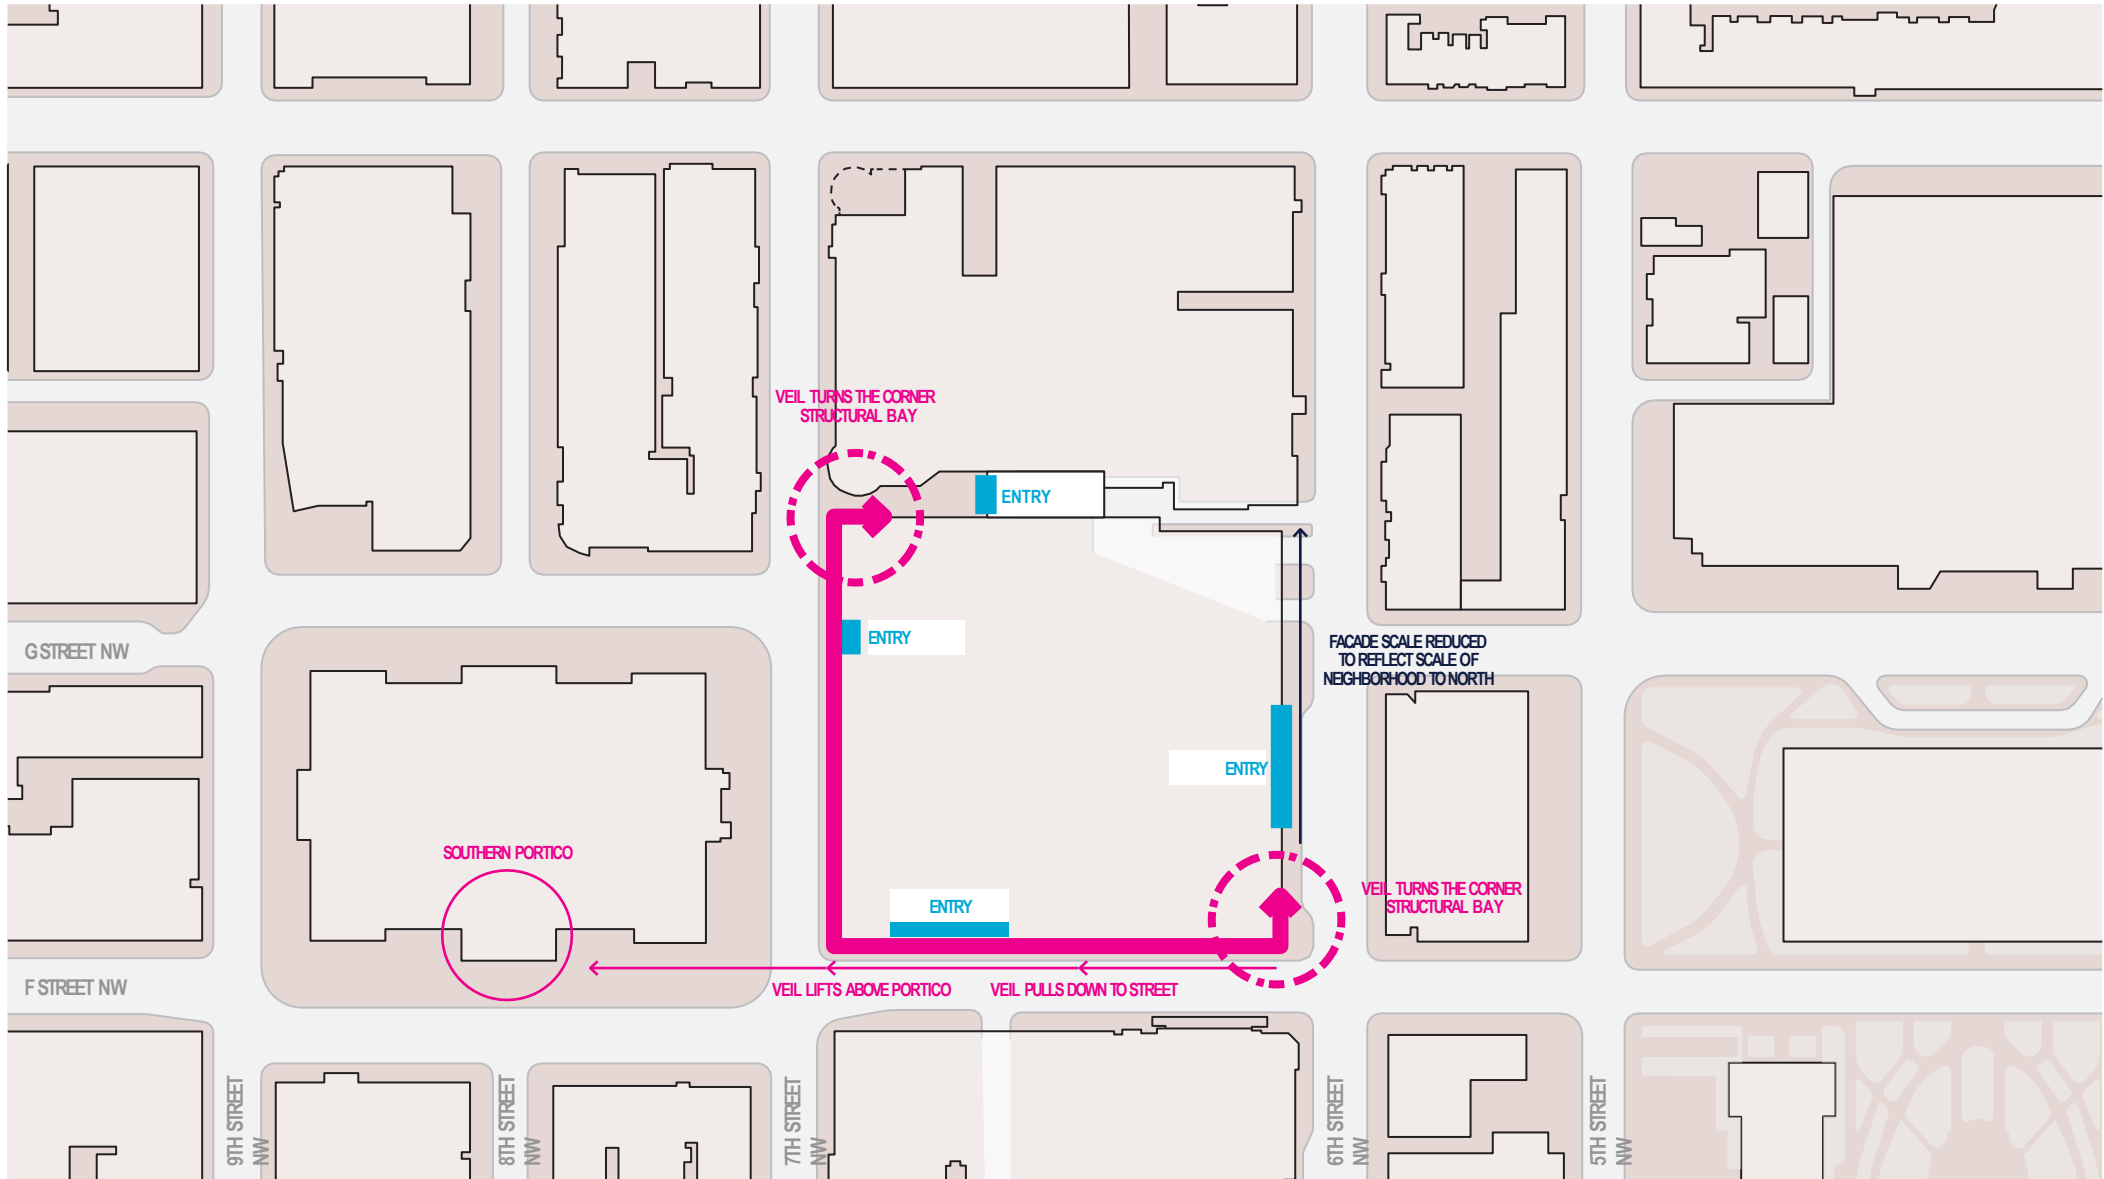 VEIL TURNS THE CORNER
STRUCTURAL BAY
ENTRY
ENTRY
G STREET NW
FACADE SCALE REDUCED
TO REFLECT SCALE OF
NEIGHBORHOOD TO NORTH
ENTRY
SOUTHERN PORTICO
VEIL TURNS THE CORNER
STRUCTURAL BAY
ENTRY
F STREET NW
VEIL LIFTS ABOVE PORTICO
VEIL PULLS DOWN TO STREET
9TH STREET
NW
8TH STREET
NW
7TH STREET
NW
6TH STREET
NW
5TH STREET
NW